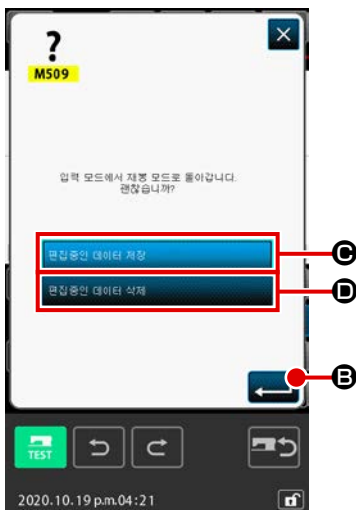 ?
M509
입력 모드에서 재봉 모드로 돌아갑니다.
괜찮습니까?
편집중인 데이터 저장
C
편집중인 데이터 삭제
D
B
TEST
2020.10.19 p.m.04:21